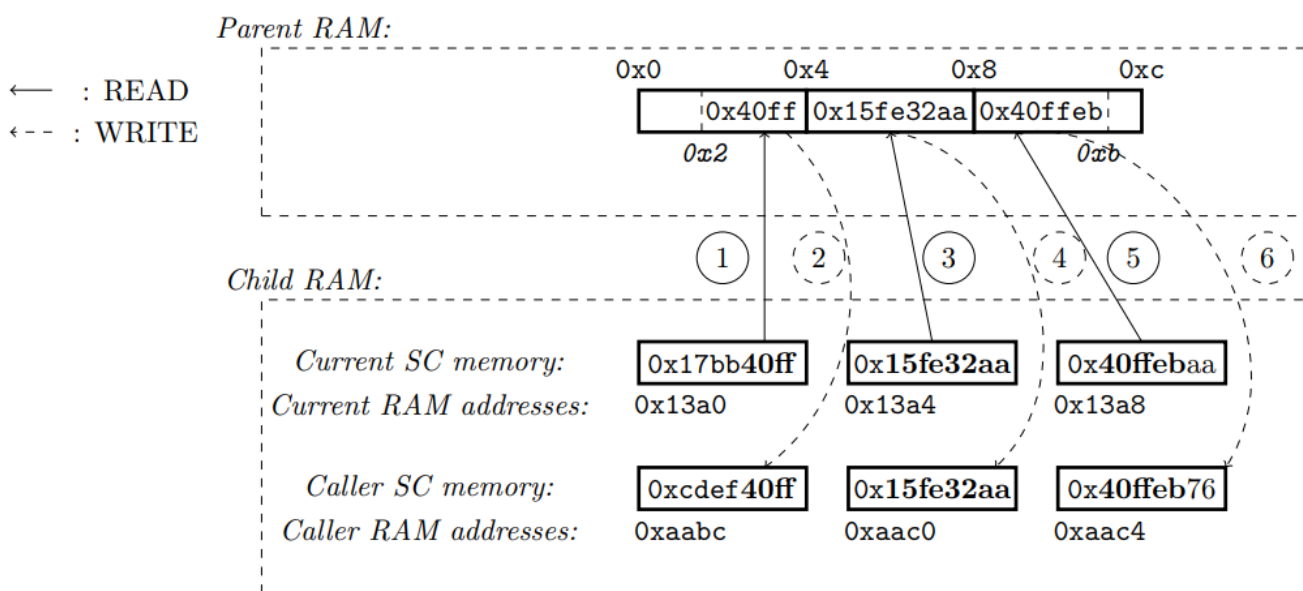 Parent RAM:
0x0 0x4 0x8 0xc
← : READ
0x40ff 0x15fe32aa 0x40ffeb
⇠ : WRITE
0x2 0xb
1 2 3 4 5 6
Child RAM:
Current SC memory: 0x17bb40ff 0x15fe32aa 0x40ffebaa
Current RAM addresses: 0x13a0 0x13a4 0x13a8
Caller SC memory: 0xcdef40ff 0x15fe32aa 0x40ffeb76
Caller RAM addresses: 0xaabc 0xaac0 0xaac4